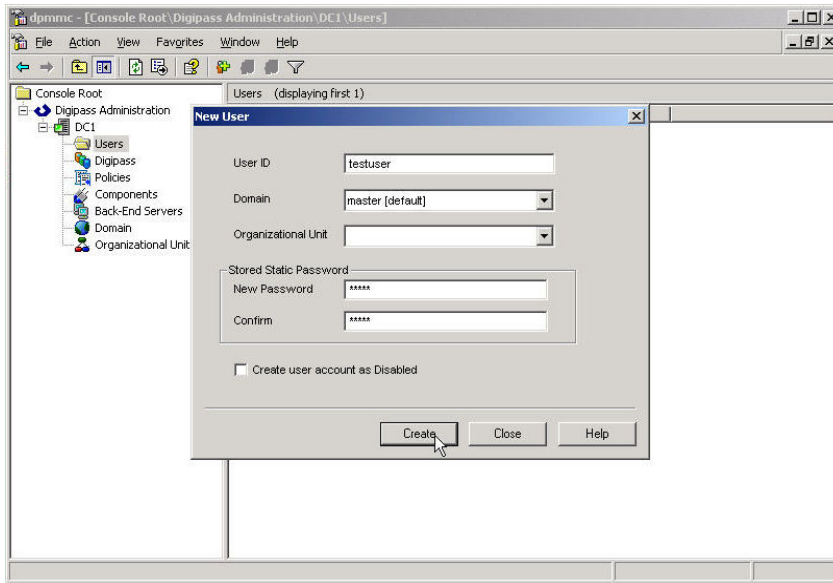 dpmmc - [Console Root\Digipass Administration\DC1\Users]
File Action View Favorites Window Help
Console Root
Users (displaying first 1)
Digipass Administration
DC1
Users
Digipass
Policies
Components
Back-End Servers
Domain
Organizational Unit
New User
User ID testuser
Domain master [default]
Organizational Unit
Stored Static Password
New Password *****
Confirm *****
Create user account as Disabled
Create Close Help